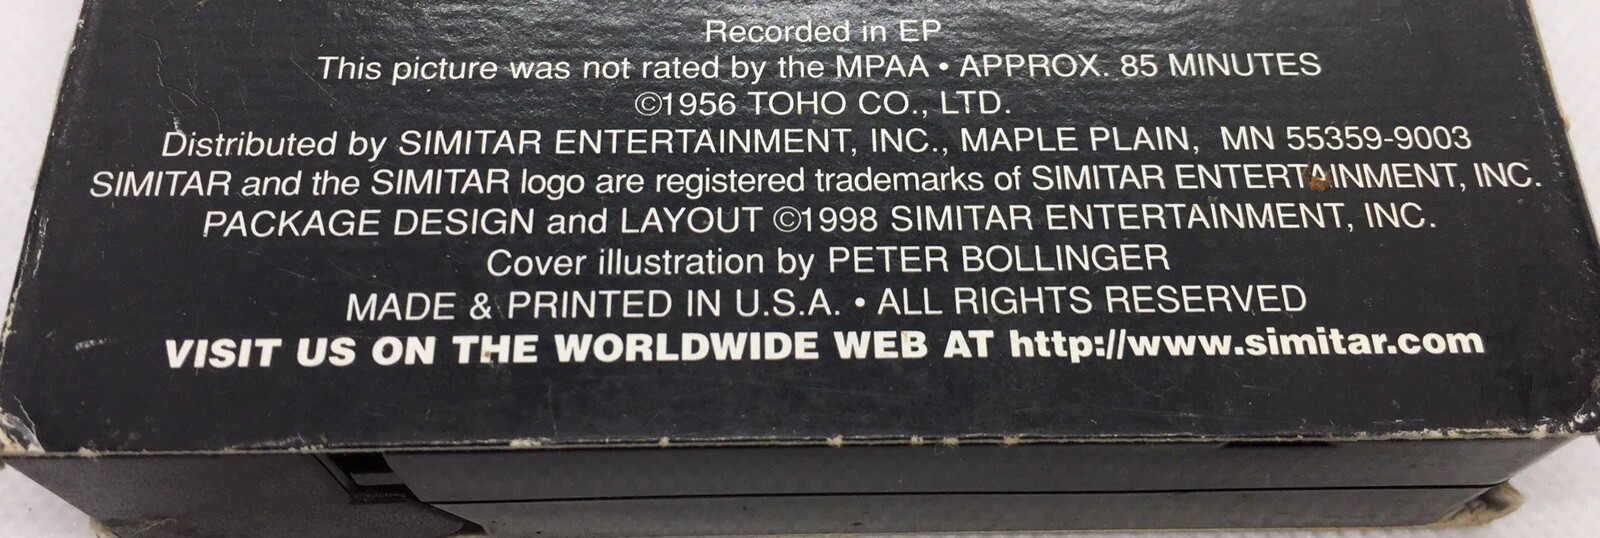 Recorded in EP
This picture was not rated by the MPAA • APPROX. 85 MINUTES
©1956 TOHO CO., LTD.
Distributed by SIMITAR ENTERTAINMENT, INC., MAPLE PLAIN, MN 55359-9003
SIMITAR and the SIMITAR logo are registered trademarks of SIMITAR ENTERTAINMENT, INC.
PACKAGE DESIGN and LAYOUT ©1998 SIMITAR ENTERTAINMENT, INC.
Cover illustration by PETER BOLLINGER
MADE & PRINTED IN U.S.A. • ALL RIGHTS RESERVED
VISIT US ON THE WORLDWIDE WEB AT http://www.simitar.com